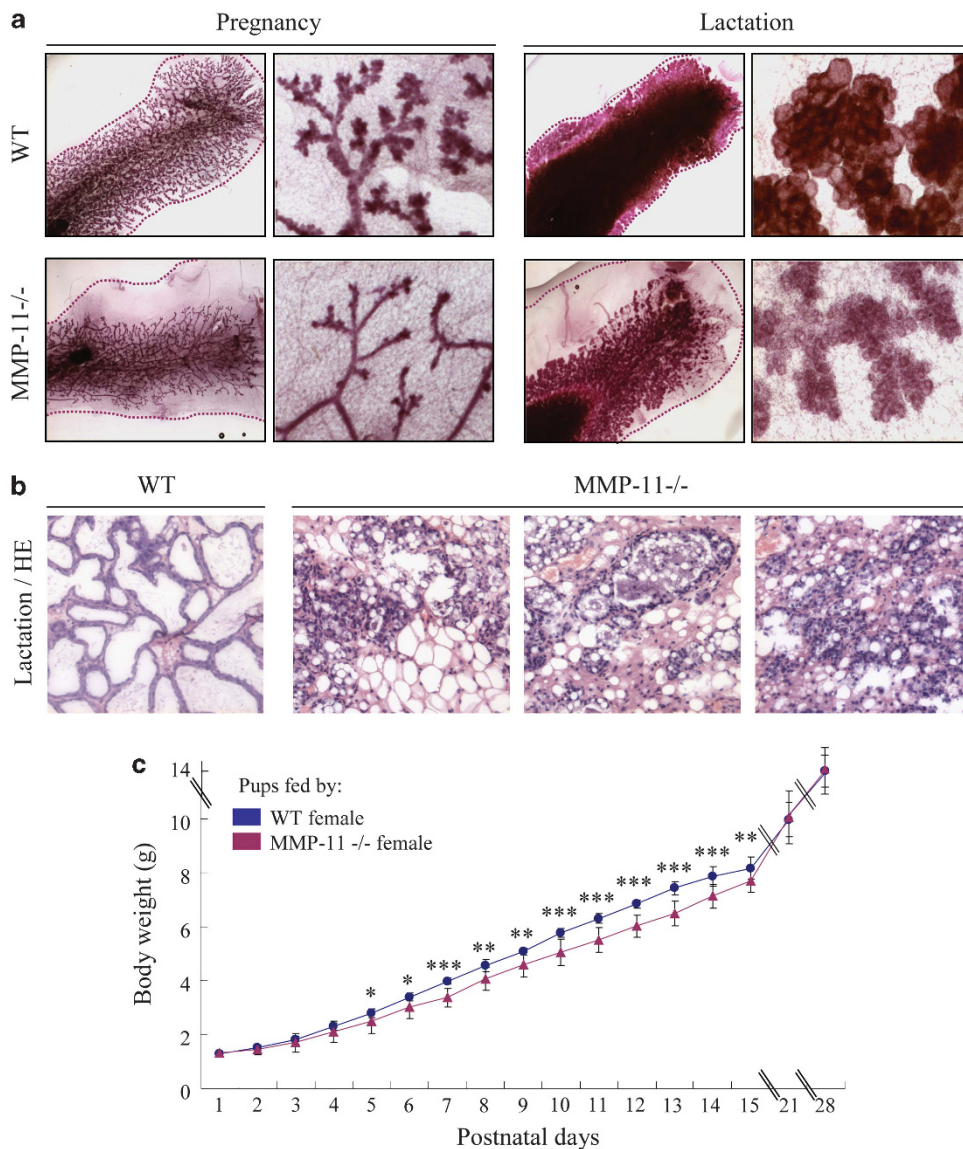 a
Pregnancy Lactation
WT
MMP-11-/-
b
WT MMP-11-/-
Lactation / HE
c
Pups fed by:
WT female
MMP-11 -/- female
Body weight (g)
14
10
8
6
4
2
0
* * *** ** ** *** *** *** *** *** **
1 2 3 4 5 6 7 8 9 10 11 12 13 14 15 21 28
Postnatal days